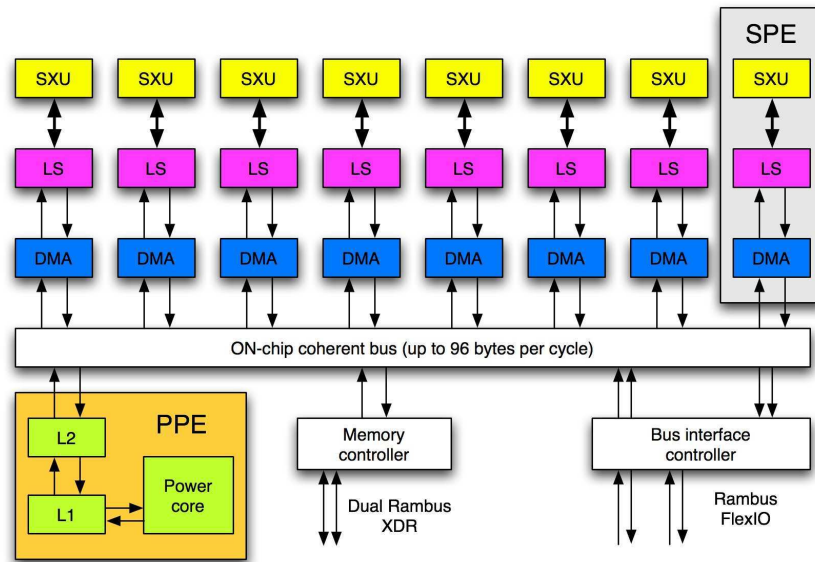 SPE
SXU SXU SXU SXU SXU SXU SXU SXU
LS LS LS LS LS LS LS LS
DMA DMA DMA DMA DMA DMA DMA DMA
ON-chip coherent bus (up to 96 bytes per cycle)
PPE
L2
L1
Power
core
Memory
controller
Dual Rambus
XDR
Bus interface
controller
Rambus
FlexIO